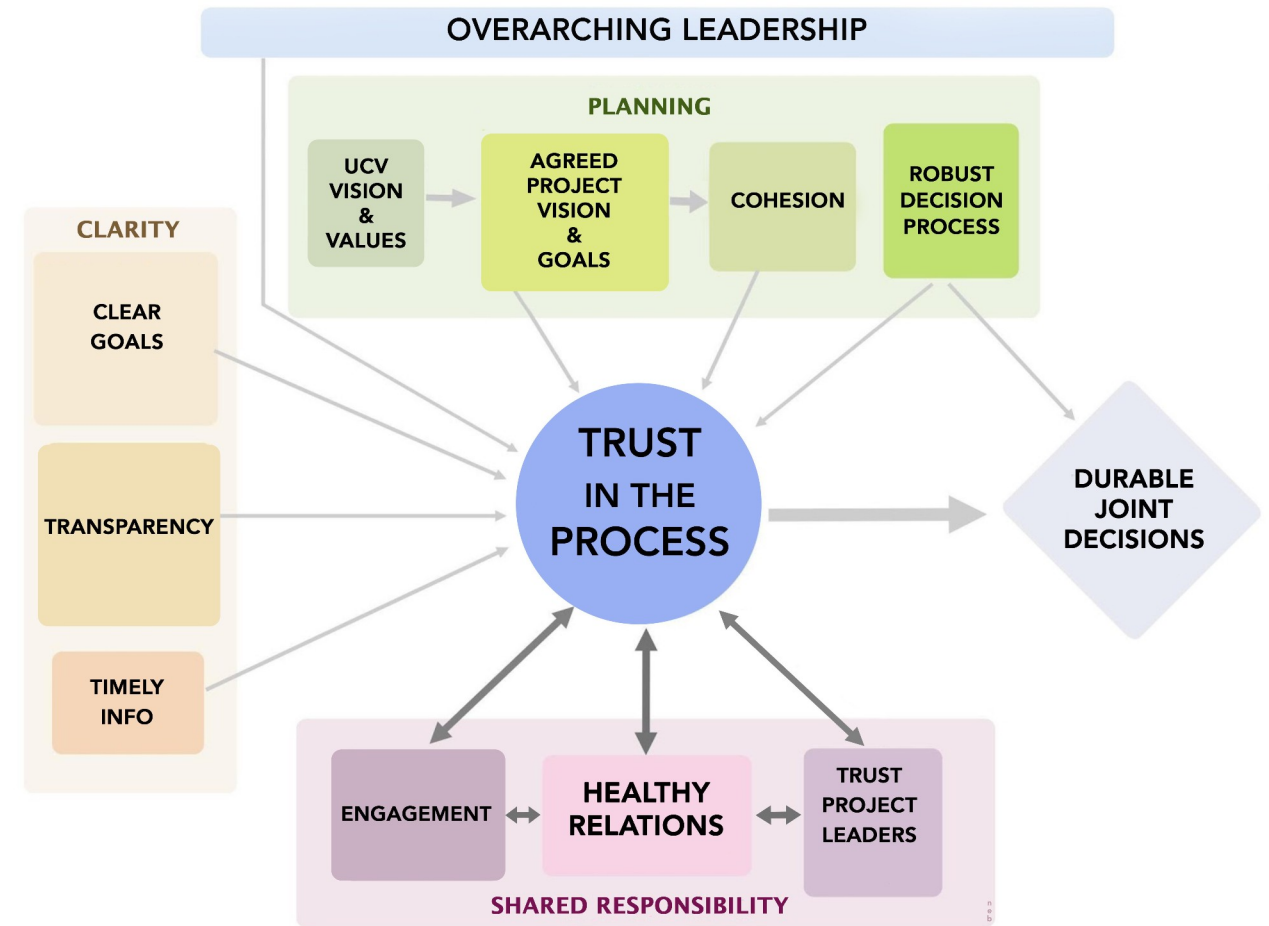 OVERARCHING LEADERSHIP
PLANNING
UCV
VISION
&
VALUES
AGREED
PROJECT
VISION
&
GOALS
COHESION
ROBUST
DECISION
PROCESS
CLARITY
CLEAR
GOALS
TRANSPARENCY
TIMELY
INFO
TRUST
IN THE
PROCESS
DURABLE
JOINT
DECISIONS
ENGAGEMENT
HEALTHY
RELATIONS
TRUST
PROJECT
LEADERS
SHARED RESPONSIBILITY